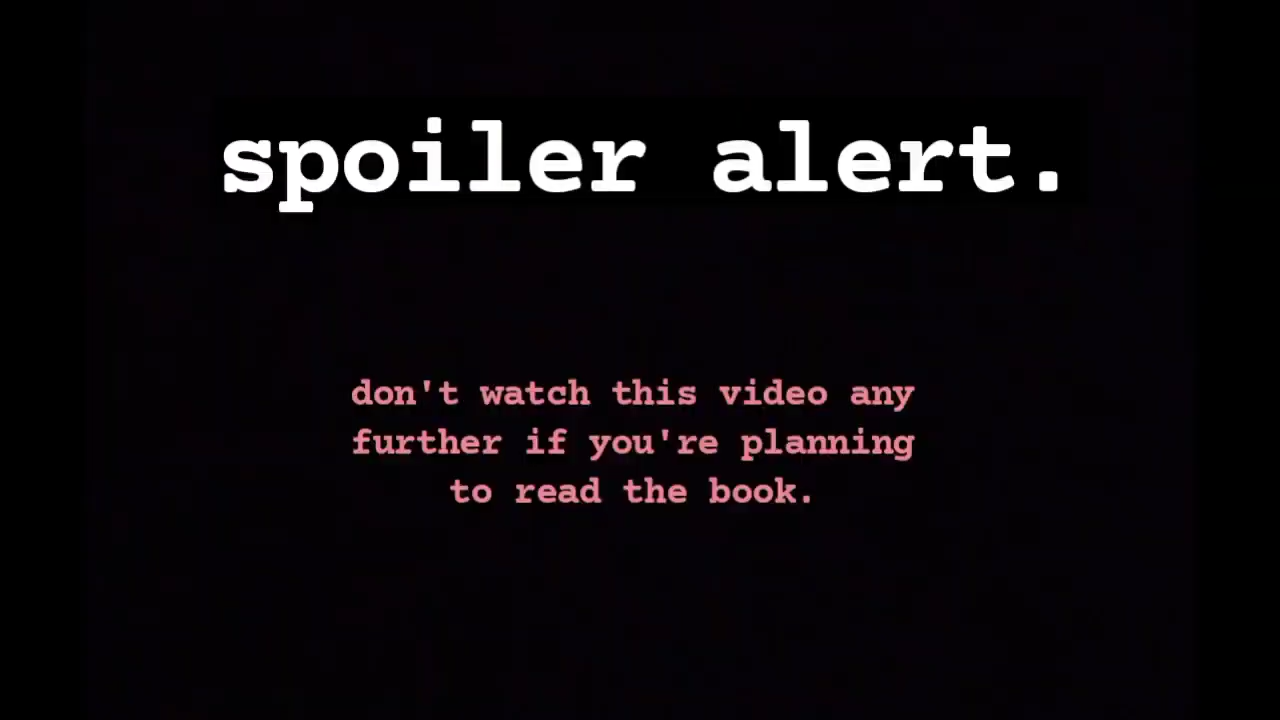 spoiler alert.
don't watch this video any
further if you're planning
to read the book.